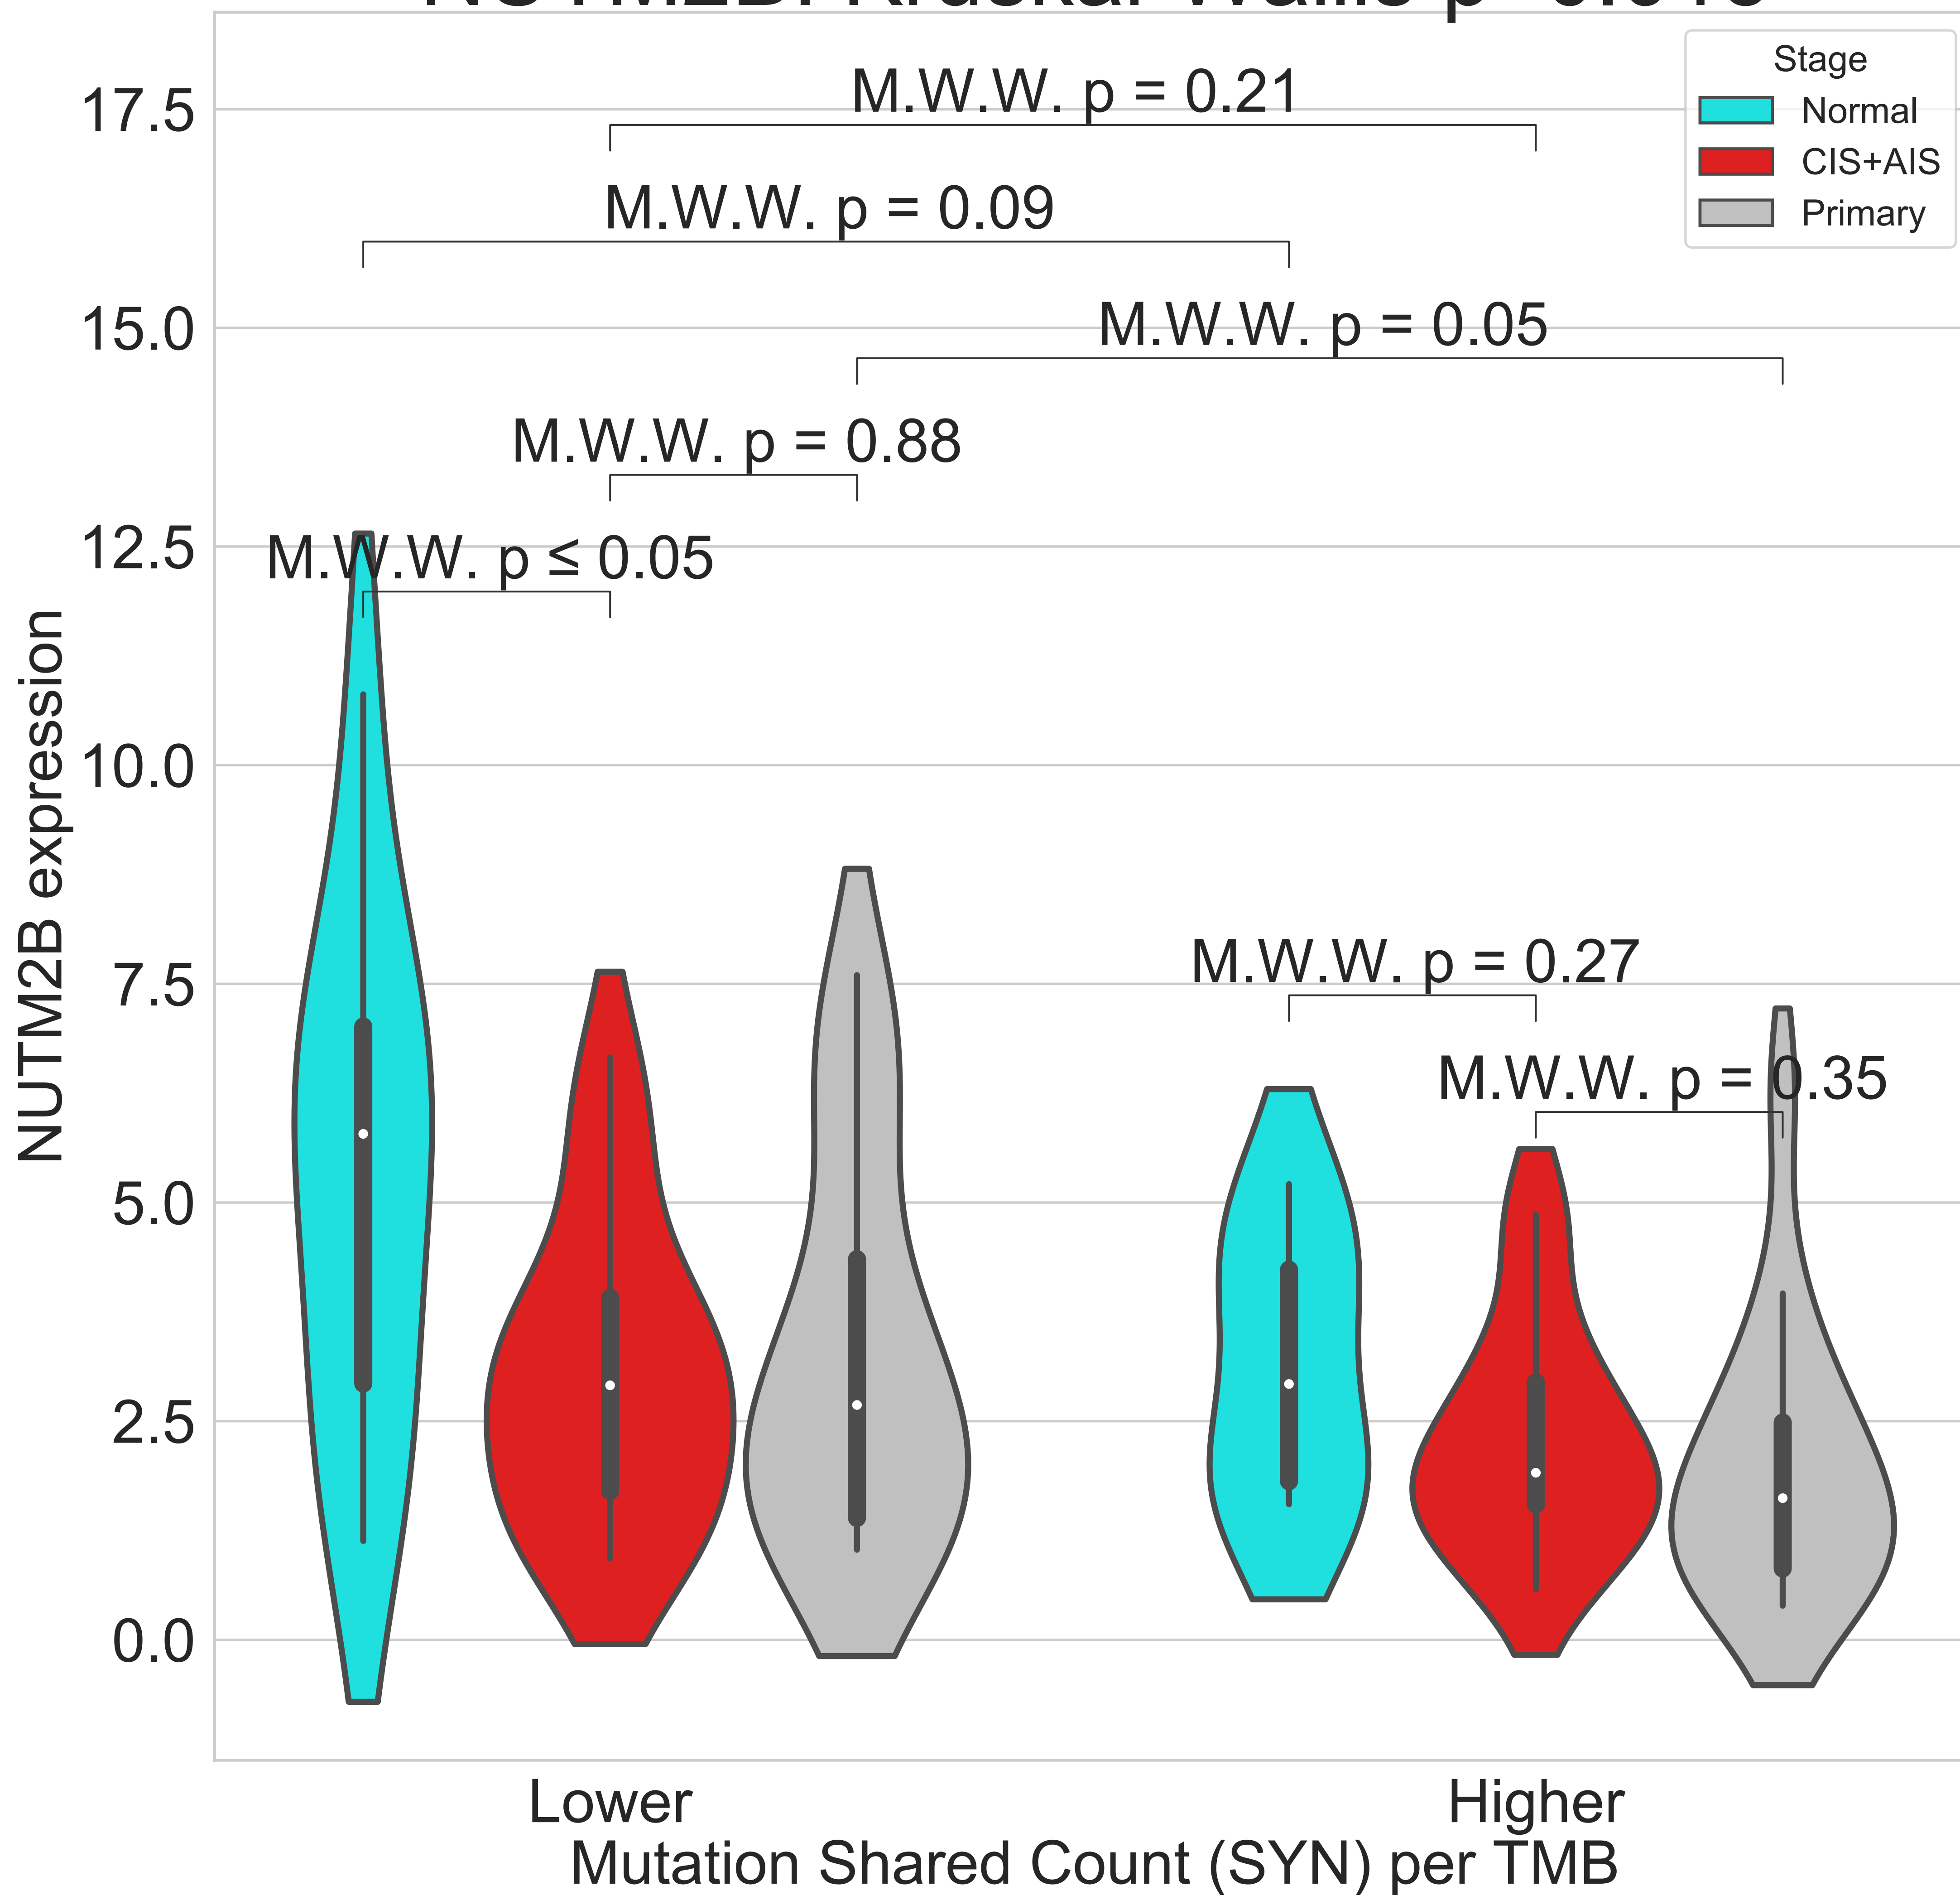 17.5
15.0
12.5
10.0
7.5
5.0
2.5
0.0
NUTM2B expression
M.W.W. p = 0.21
M.W.W. p = 0.09
M.W.W. p = 0.05
M.W.W. p = 0.88
M.W.W. p ≤ 0.05
M.W.W. p = 0.27
M.W.W. p = 0.35
Stage
Normal
CIS+AIS
Primary
Lower
Higher
Mutation Shared Count (SYN) per TMB